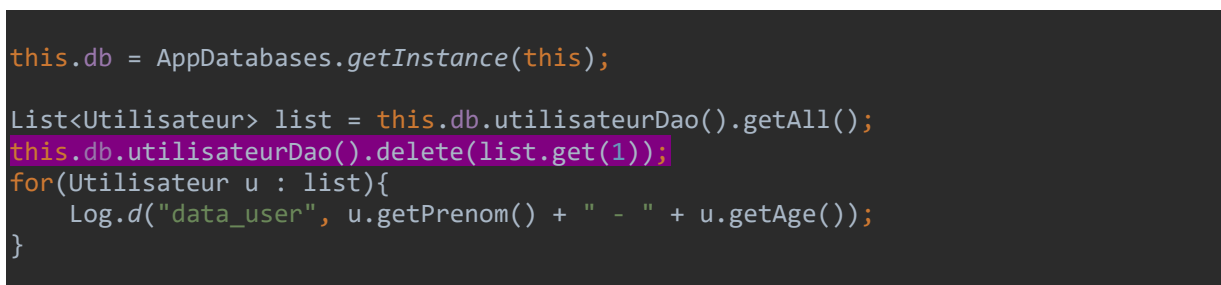 this.db = AppDatabases.getInstance(this);
List<Utilisateur> list = this.db.utilisateurDao().getAll();
this.db.utilisateurDao().delete(list.get(1));
for(Utilisateur u : list){
    Log.d("data_user", u.getPrenom() + " - " + u.getAge());
}